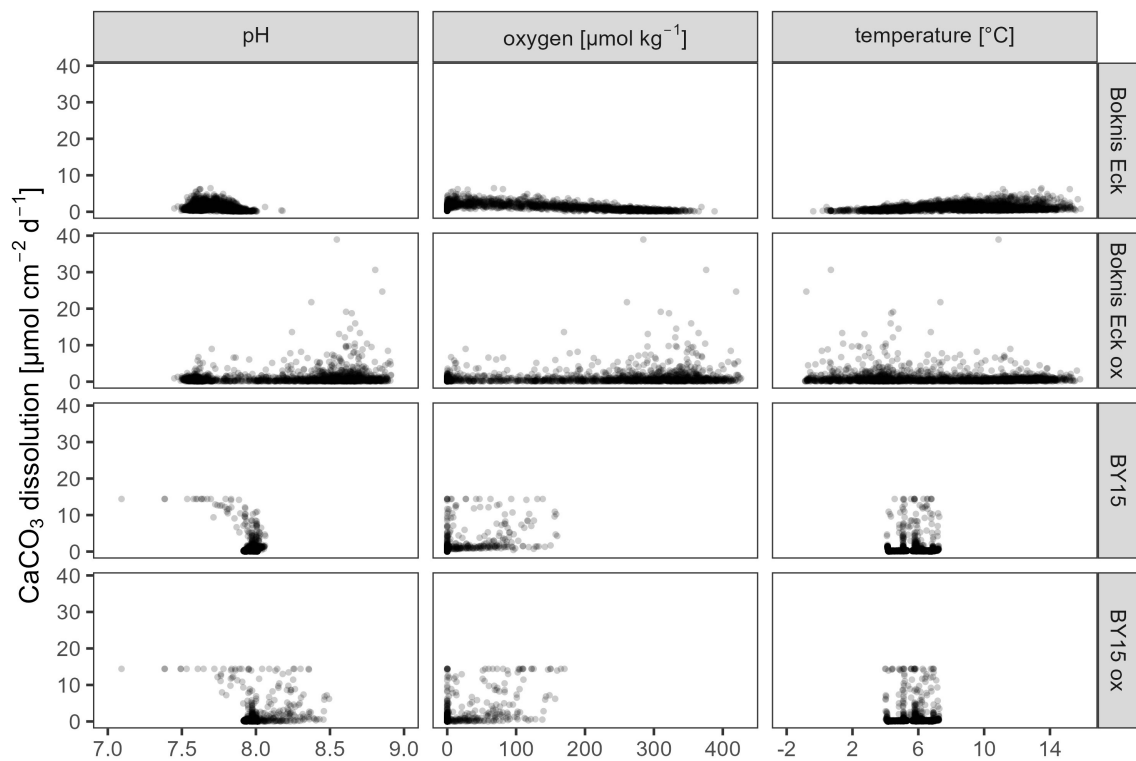 pH
oxygen [µmol kg⁻¹]
temperature [°C]
CaCO₃ dissolution [µmol cm⁻² d⁻¹]
40
30
20
10
0
Boknis Eck
40
30
20
10
0
Boknis Eck ox
40
30
20
10
0
BY15
40
30
20
10
0
BY15 ox
7.0 7.5 8.0 8.5 9.0
0 100 200 300 400
-2 2 6 10 14